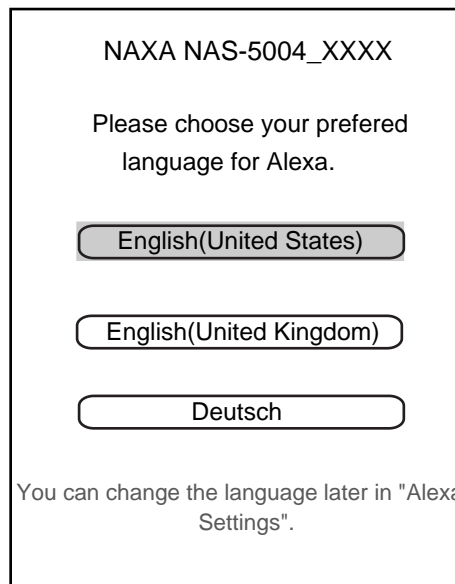 NAXA NAS-5004_XXXX
Please choose your prefered
language for Alexa.
English(United States)
English(United Kingdom)
Deutsch
You can change the language later in "Alexa
Settings".